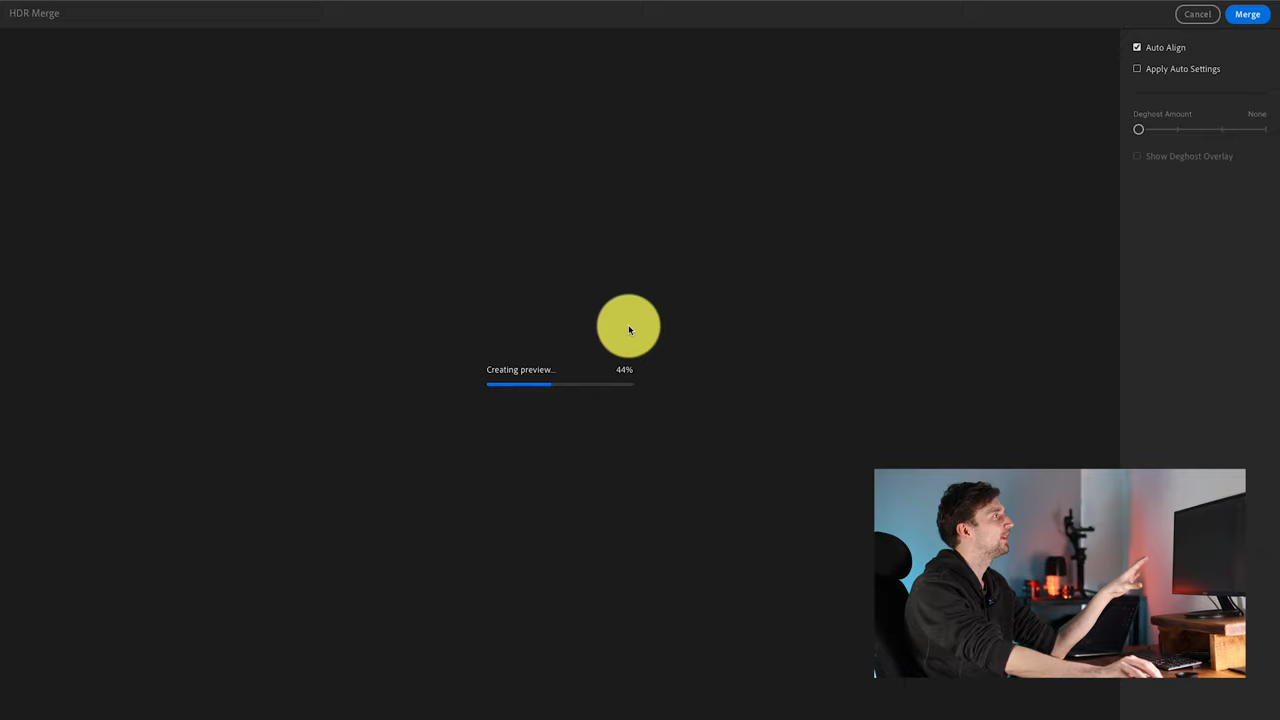 HDR Merge
Cancel
Merge
Auto Align
Apply Auto Settings
Deghost Amount None
Show Deghost Overlay
Creating preview... 44%